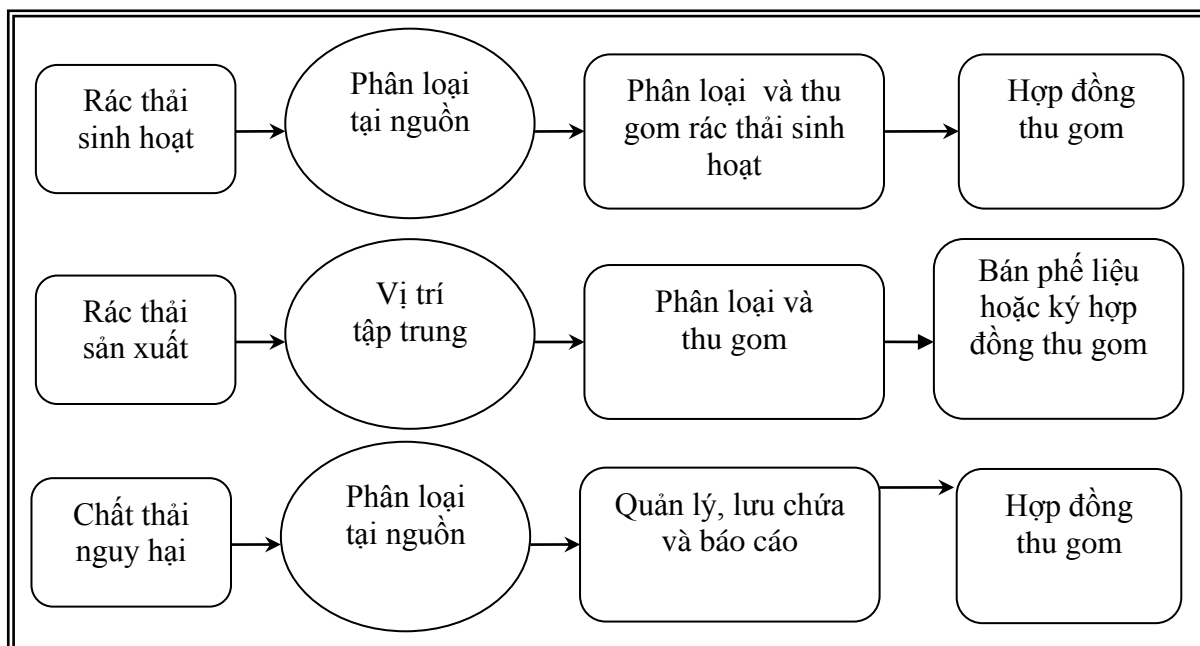 Rác thải
sinh hoạt
Phân loại
tại nguồn
Phân loại và thu
gom rác thải sinh
hoạt
Hợp đồng
thu gom
Rác thải
sản xuất
Vị trí
tập trung
Phân loại và
thu gom
Bán phế liệu
hoặc ký hợp
đồng thu gom
Chất thải
nguy hại
Phân loại
tại nguồn
Quản lý, lưu chứa
và báo cáo
Hợp đồng
thu gom